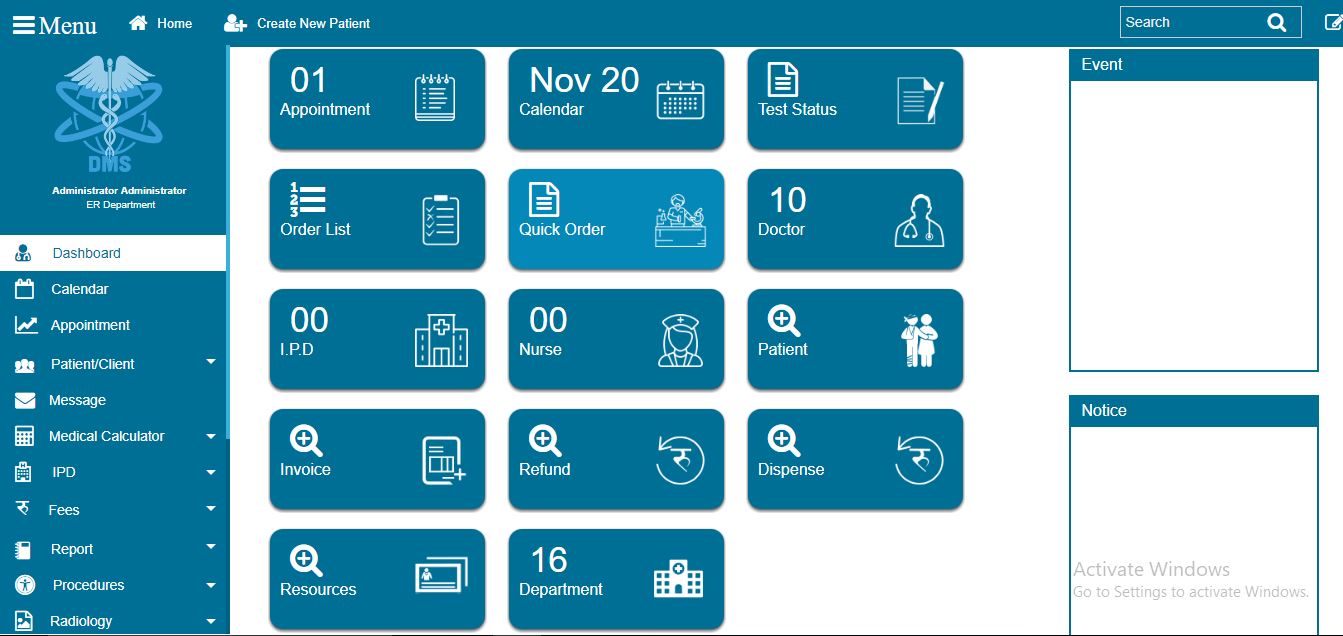 Menu
Home
Create New Patient
Search
DMS
Administrator Administrator
ER Department
Dashboard
Calendar
Appointment
Patient/Client
Message
Medical Calculator
IPD
Fees
Report
Procedures
Radiology
01
Appointment
Nov 20
Calendar
Test Status
1
2
3
Order List
Quick Order
10
Doctor
00
I.P.D
00
Nurse
Patient
Invoice
Refund
Dispense
Resources
16
Department
Event
Notice
Activate Windows
Go to Settings to activate Windows.